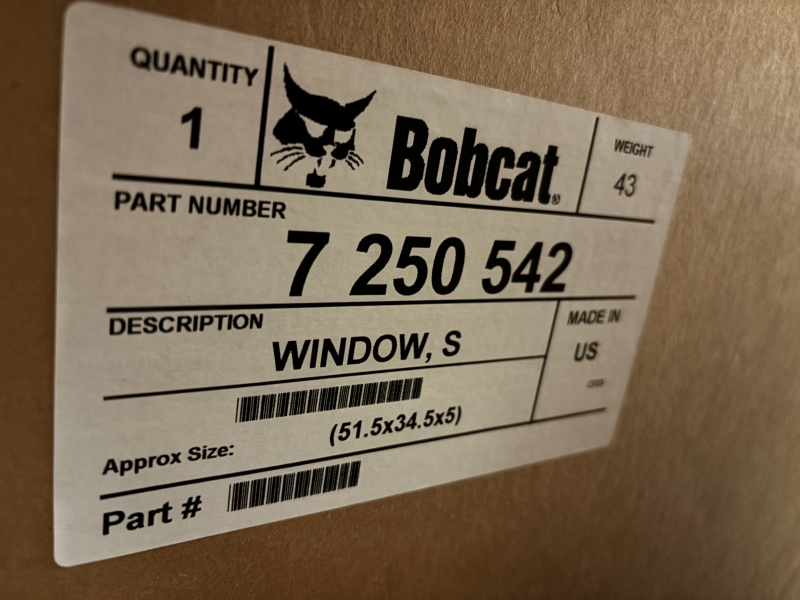 QUANTITY
1
Bobcat®
WEIGHT
43
PART NUMBER
7 250 542
DESCRIPTION
WINDOW, S
MADE IN
US
Approx Size:
(51.5x34.5x5)
Part #